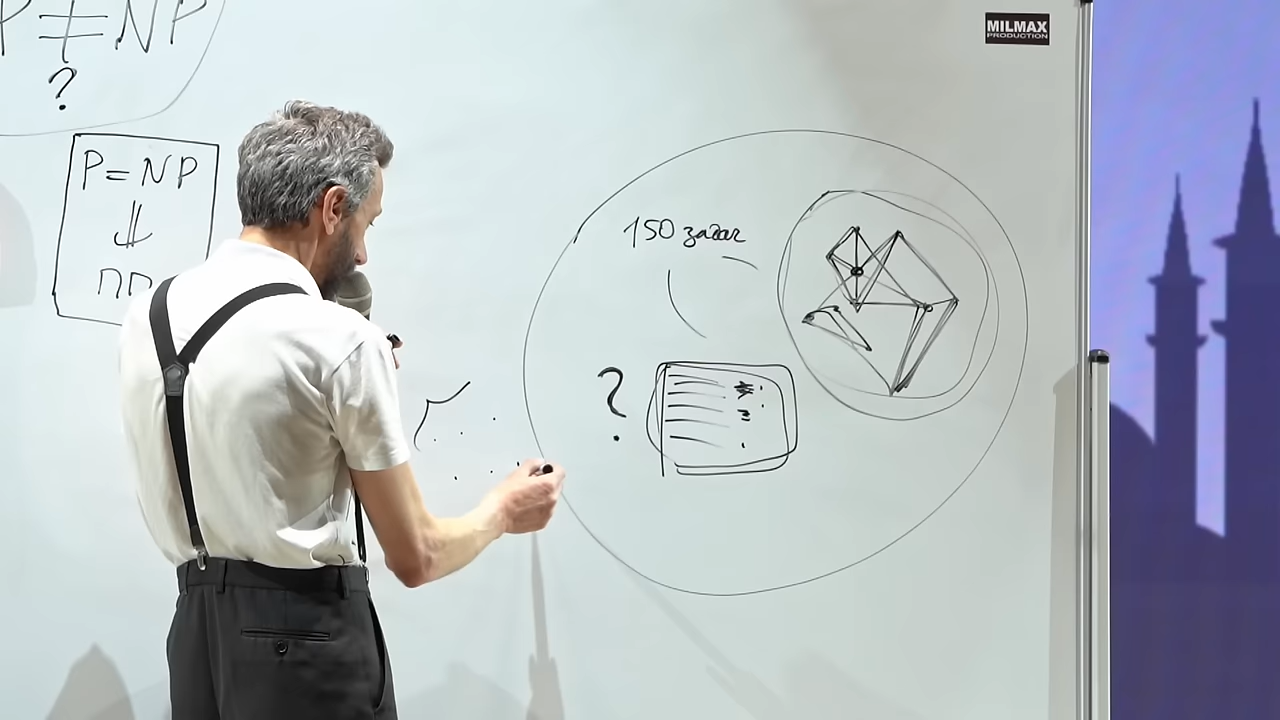 P ≠ NP
?
P = NP
⇓
MILMAX
PRODUCTION
150 задач
?